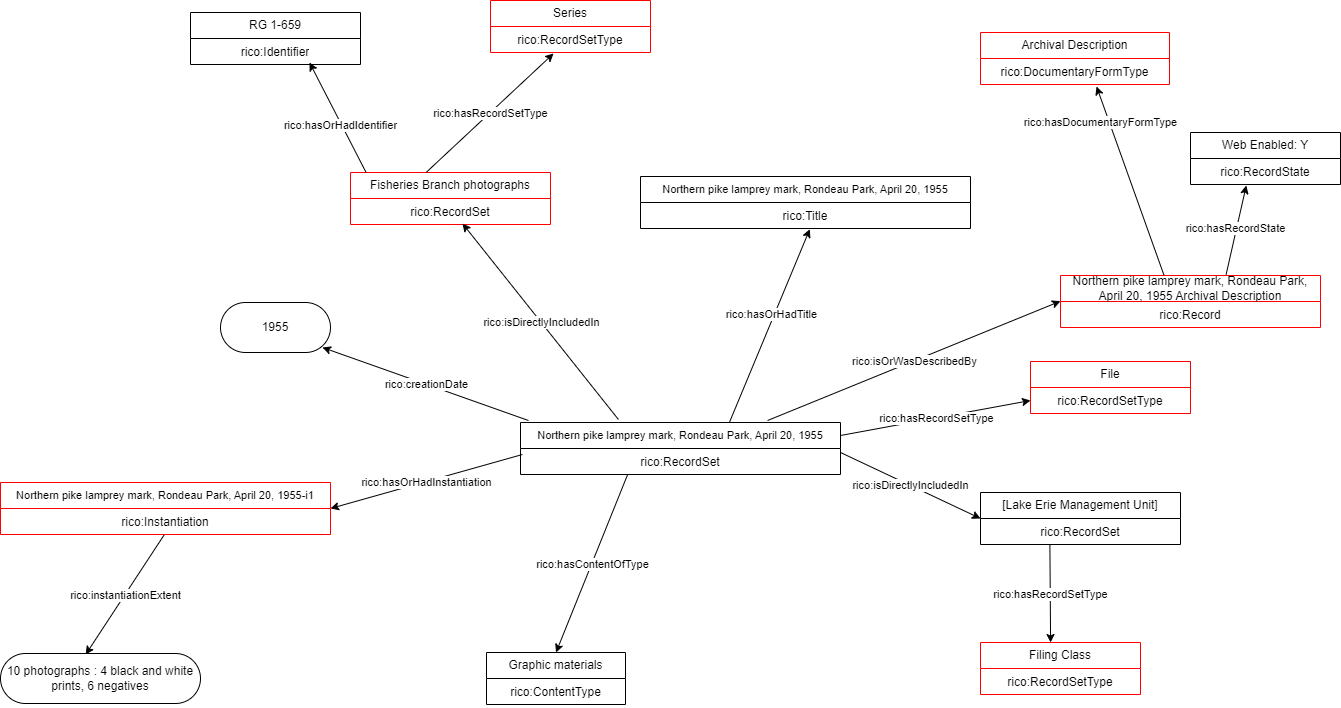 Series
rico:RecordSetType
RG 1-659
rico:Identifier
Archival Description
rico:DocumentaryFormType
rico:hasRecordSetType
rico:hasOrHadIdentifier
rico:hasDocumentaryFormType
Web Enabled: Y
rico:RecordState
Fisheries Branch photographs
rico:RecordSet
Northern pike lamprey mark, Rondeau Park, April 20, 1955
rico:Title
rico:hasRecordState
Northern pike lamprey mark, Rondeau Park,
April 20, 1955 Archival Description
rico:Record
1955
rico:isDirectlyIncludedIn
rico:hasOrHadTitle
rico:isOrWasDescribedBy
rico:creationDate
File
rico:RecordSetType
rico:hasRecordSetType
Northern pike lamprey mark, Rondeau Park, April 20, 1955
rico:RecordSet
rico:hasOrHadInstantiation
rico:isDirectlyIncludedIn
Northern pike lamprey mark, Rondeau Park, April 20, 1955-i1
rico:Instantiation
[Lake Erie Management Unit]
rico:RecordSet
rico:hasContentOfType
rico:instantiationExtent
rico:hasRecordSetType
10 photographs : 4 black and white
prints, 6 negatives
Graphic materials
rico:ContentType
Filing Class
rico:RecordSetType